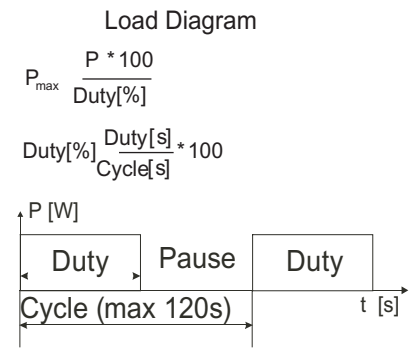 Load Diagram
P * 100
P_max
Duty[%]
Duty[s]
Duty[%] * 100
Cycle[s]
P [W]
Duty Pause Duty
Cycle (max 120s) t [s]